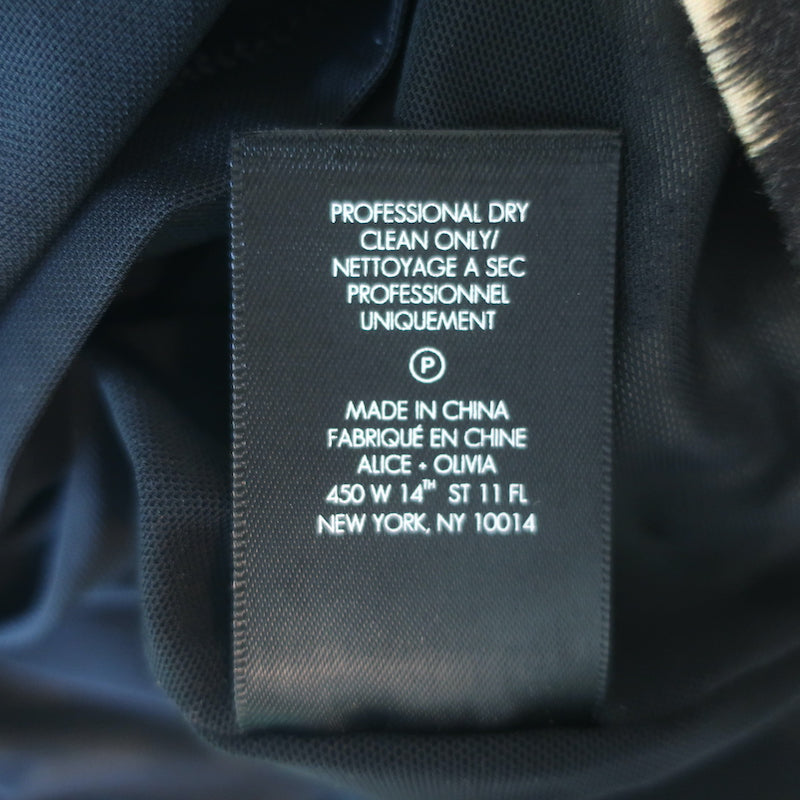 PROFESSIONAL DRY
CLEAN ONLY/
NETTOYAGE A SEC
PROFESSIONNEL
UNIQUEMENT
P
MADE IN CHINA
FABRIQUÉ EN CHINE
ALICE + OLIVIA
450 W 14TH ST 11 FL
NEW YORK, NY 10014